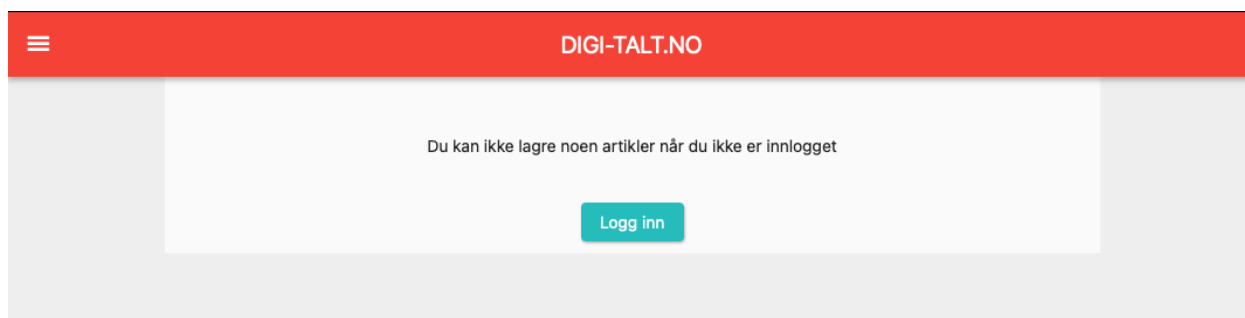 DIGI-TALT.NO
Du kan ikke lagre noen artikler når du ikke er innlogget
Logg inn